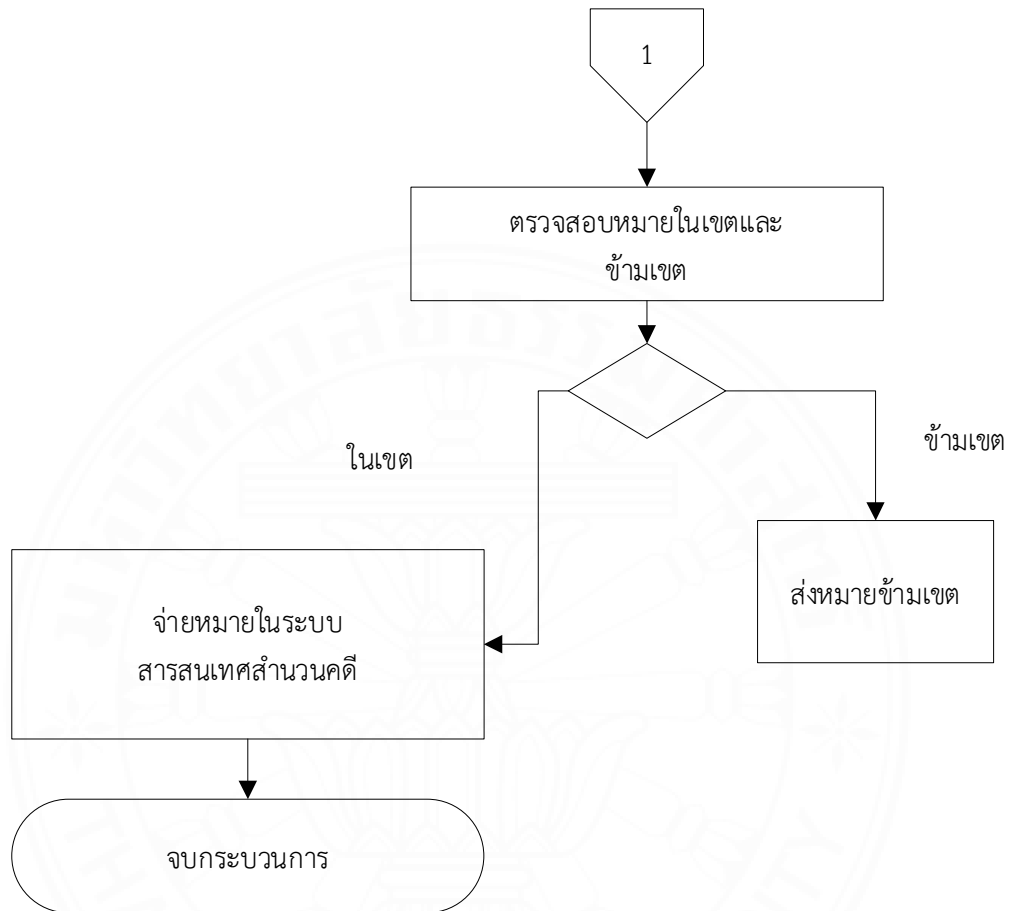 1
ตรวจสอบหมายในเขตและ
ข้ามเขต
ในเขต
ข้ามเขต
ส่งหมายข้ามเขต
จ่ายหมายในระบบ
สารสนเทศสำนวนคดี
จบกระบวนการ